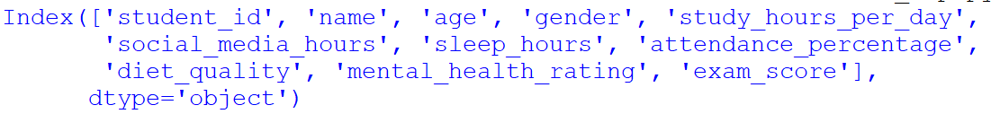 Index(['student_id', 'name', 'age', 'gender', 'study_hours_per_day',
'social_media_hours', 'sleep_hours', 'attendance_percentage',
'diet_quality', 'mental_health_rating', 'exam_score'],
dtype='object')